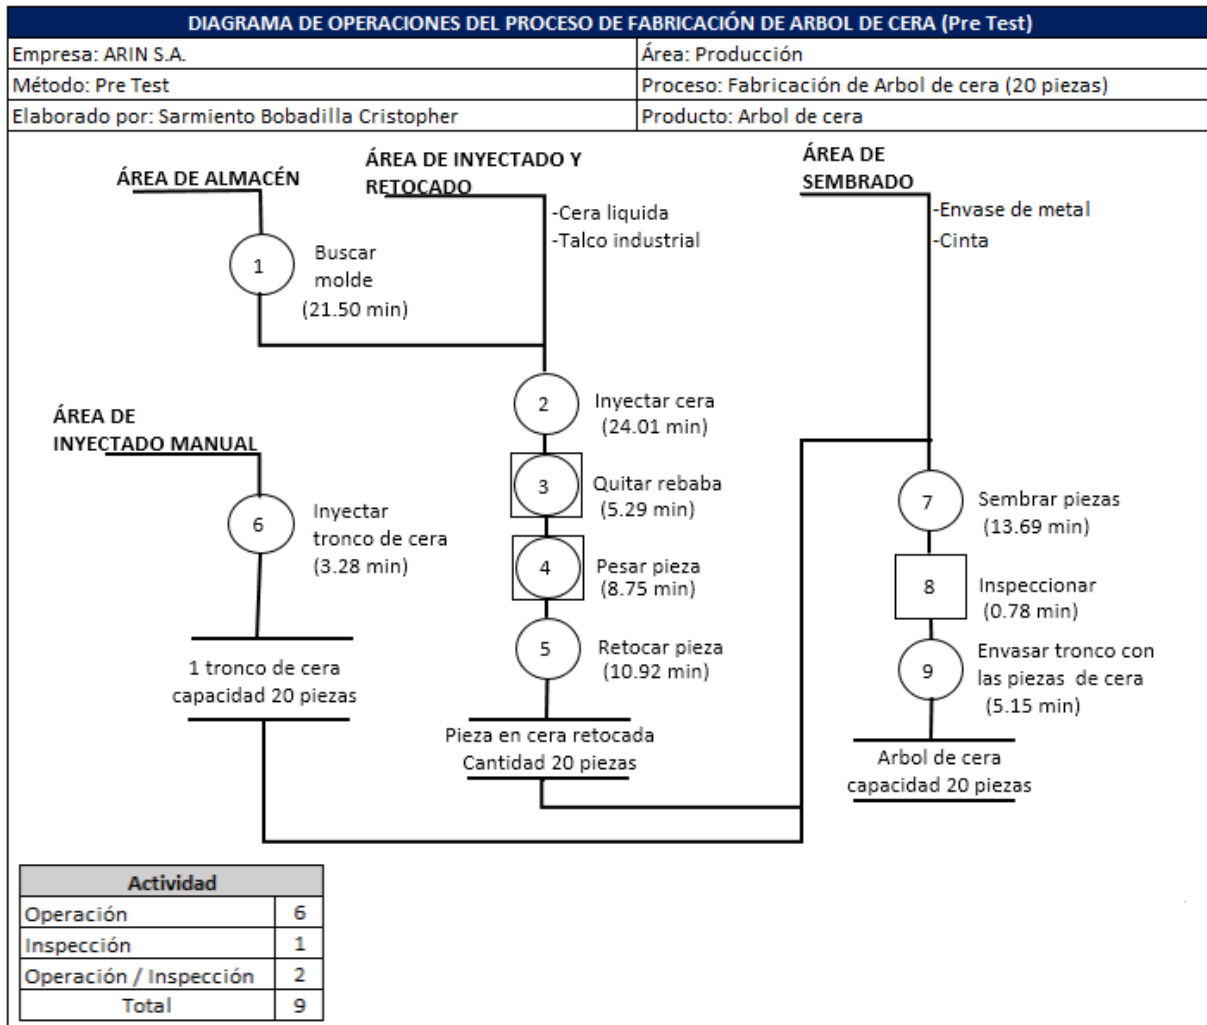 DIAGRAMA DE OPERACIONES DEL PROCESO DE FABRICACIÓN DE ARBOL DE CERA (Pre Test)
Empresa: ARIN S.A.
Área: Producción
Método: Pre Test
Proceso: Fabricación de Arbol de cera (20 piezas)
Elaborado por: Sarmiento Bobadilla Cristopher
Producto: Arbol de cera
ÁREA DE ALMACÉN
1
Buscar
molde
(21.50 min)
ÁREA DE INYECTADO Y
RETOCADO
-Cera liquida
-Talco industrial
2
Inyectar cera
(24.01 min)
3
Quitar rebaba
(5.29 min)
4
Pesar pieza
(8.75 min)
5
Retocar pieza
(10.92 min)
Pieza en cera retocada
Cantidad 20 piezas
ÁREA DE
INYECTADO MANUAL
6
Inyectar
tronco de cera
(3.28 min)
1 tronco de cera
capacidad 20 piezas
ÁREA DE
SEMBRADO
-Envase de metal
-Cinta
7
Sembrar piezas
(13.69 min)
8
Inspeccionar
(0.78 min)
9
Envasar tronco con
las piezas de cera
(5.15 min)
Arbol de cera
capacidad 20 piezas
Actividad
Operación 6
Inspección 1
Operación / Inspección 2
Total 9